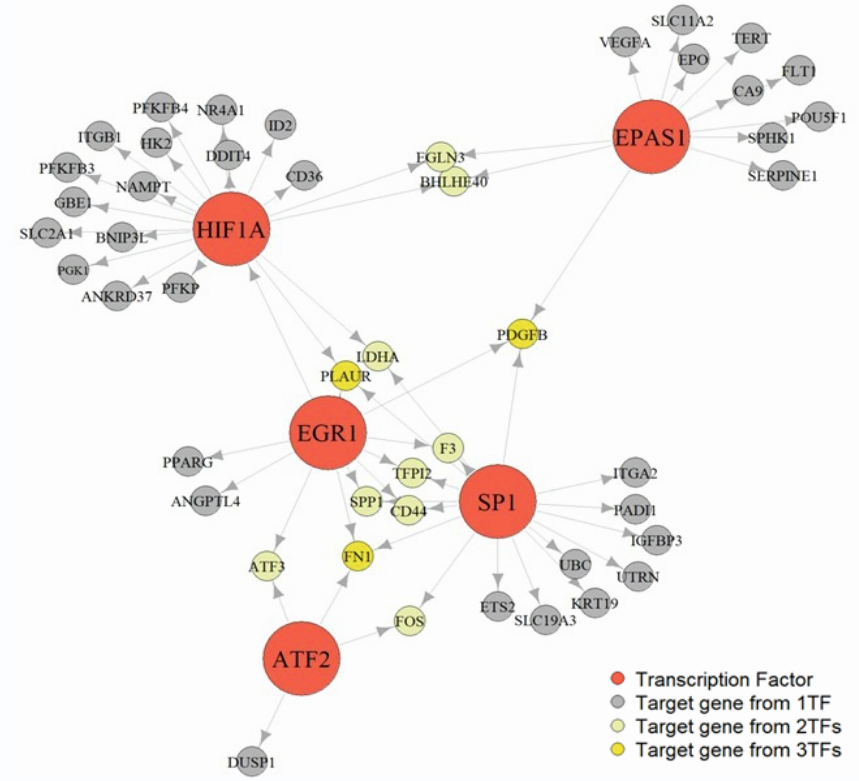 SLC11A2
VEGFA
TERT
EPO
FLT1
CA9
PFKFB4
NR4A1
POU5F1
ID2
ITGB1
HK2
EPAS1
SPHK1
DDIT4
EGLN3
PFKFB3
CD36
SERPINE1
NAMPT
BHLHE40
GBE1
HIF1A
SLC2A1
BNIP3L
PGK1
PFKP
ANKRD37
PDGFB
LDHA
PLAUR
EGR1
F3
PPARG
TFPI2
ITGA2
ANGPTL4
SPP1
SP1
CD44
PADI1
IGFBP3
FN1
ATF3
UBC
UTRN
ETS2
KRT19
SLC19A3
FOS
ATF2
DUSP1
Transcription Factor
Target gene from 1TF
Target gene from 2TFs
Target gene from 3TFs